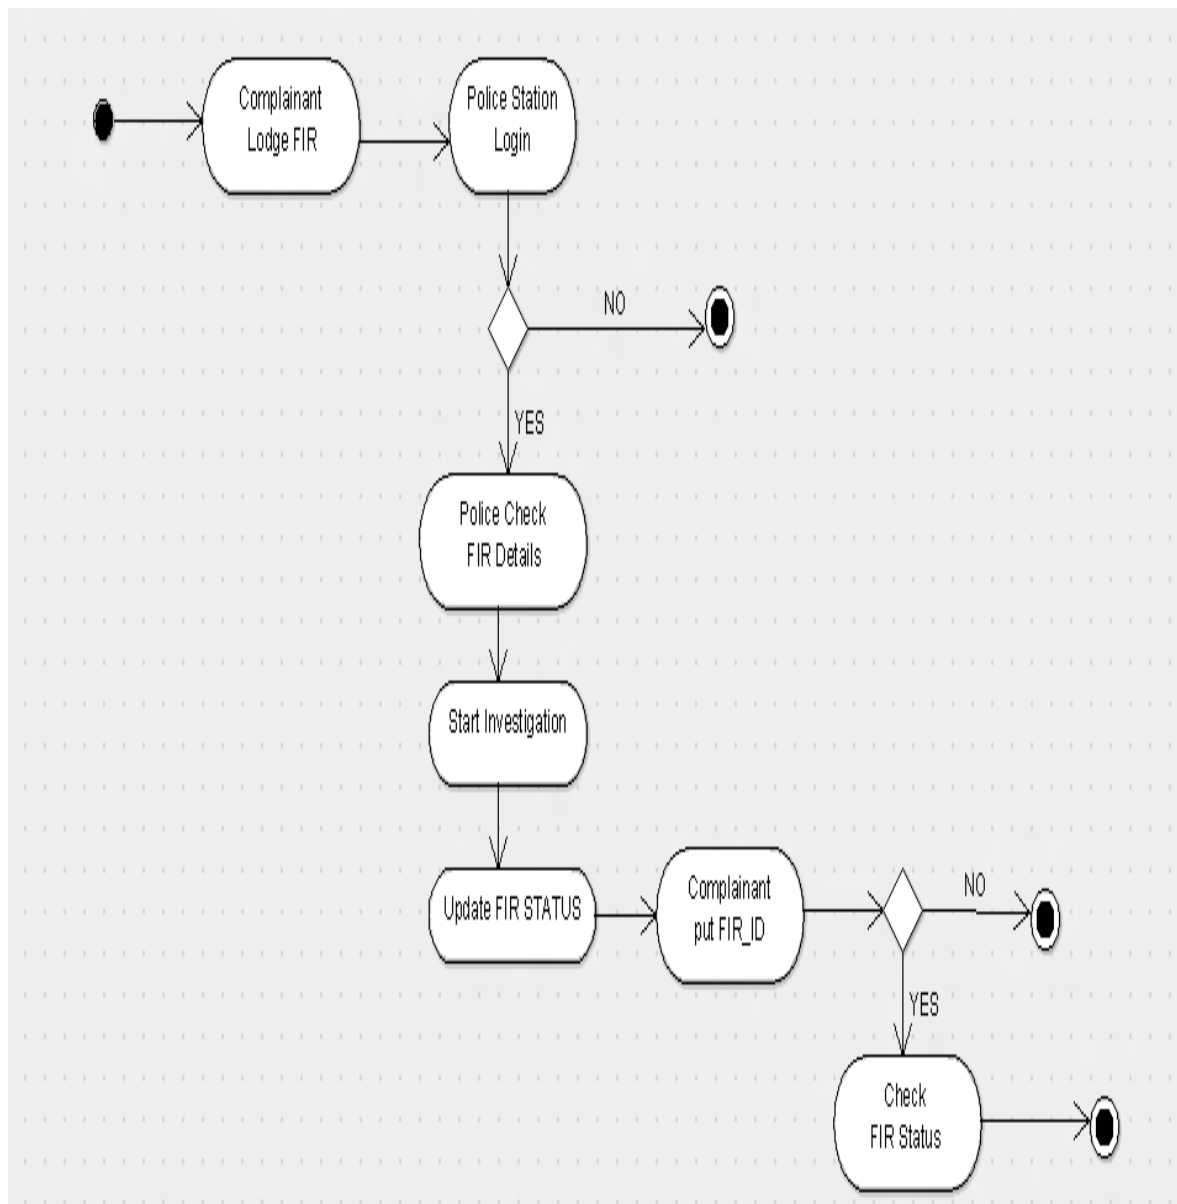 Complainant
Lodge FIR
Police Station
Login
NO
YES
Police Check
FIR Details
Start Investigation
Update FIR STATUS
Complainant
put FIR_ID
NO
YES
Check
FIR Status